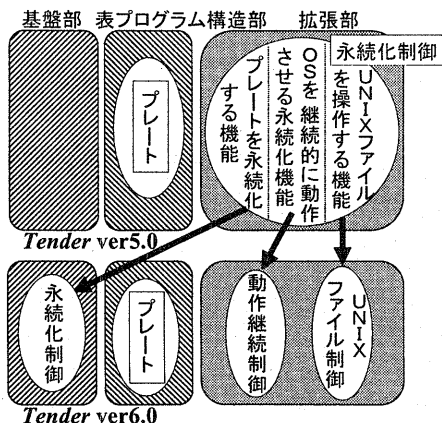 基盤部 表プログラム構造部 拡張部
永続化制御
プレート
プレートを永続化
する機能
OSを継続的に動作
させる永続化機能
UNIXファイル
を操作する機能
Tender ver5.0
永続化制御
プレート
動作継続制御
UNIX
ファイル制御
Tender ver6.0